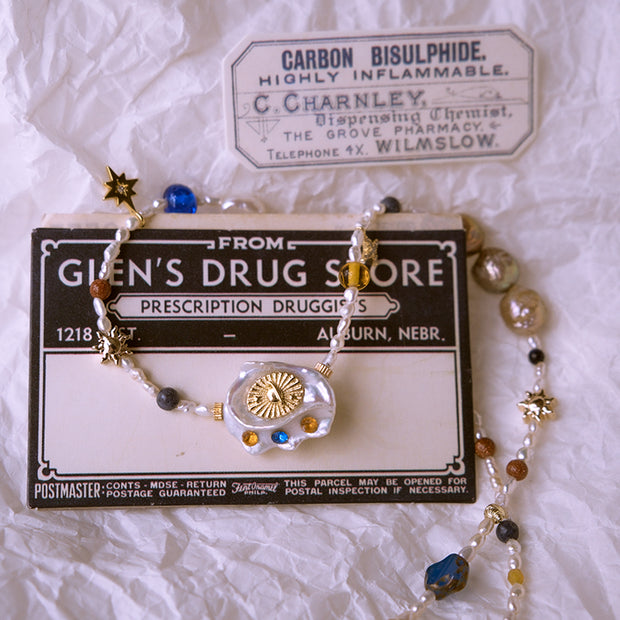 CARBON BISULPHIDE.
HIGHLY INFLAMMABLE.
C. CHARNLEY,
Dispensing Chemist,
THE GROVE PHARMACY.
TELEPHONE 4X. WILMSLOW.
FROM
GLEN'S DRUG STORE
PRESCRIPTION DRUGGISTS
1218 ST. — AUBURN, NEBR.
POSTMASTER: CONTS - MDSE - RETURN
POSTAGE GUARANTEED
PHILA.
THIS PARCEL MAY BE OPENED FOR
POSTAL INSPECTION IF NECESSARY.